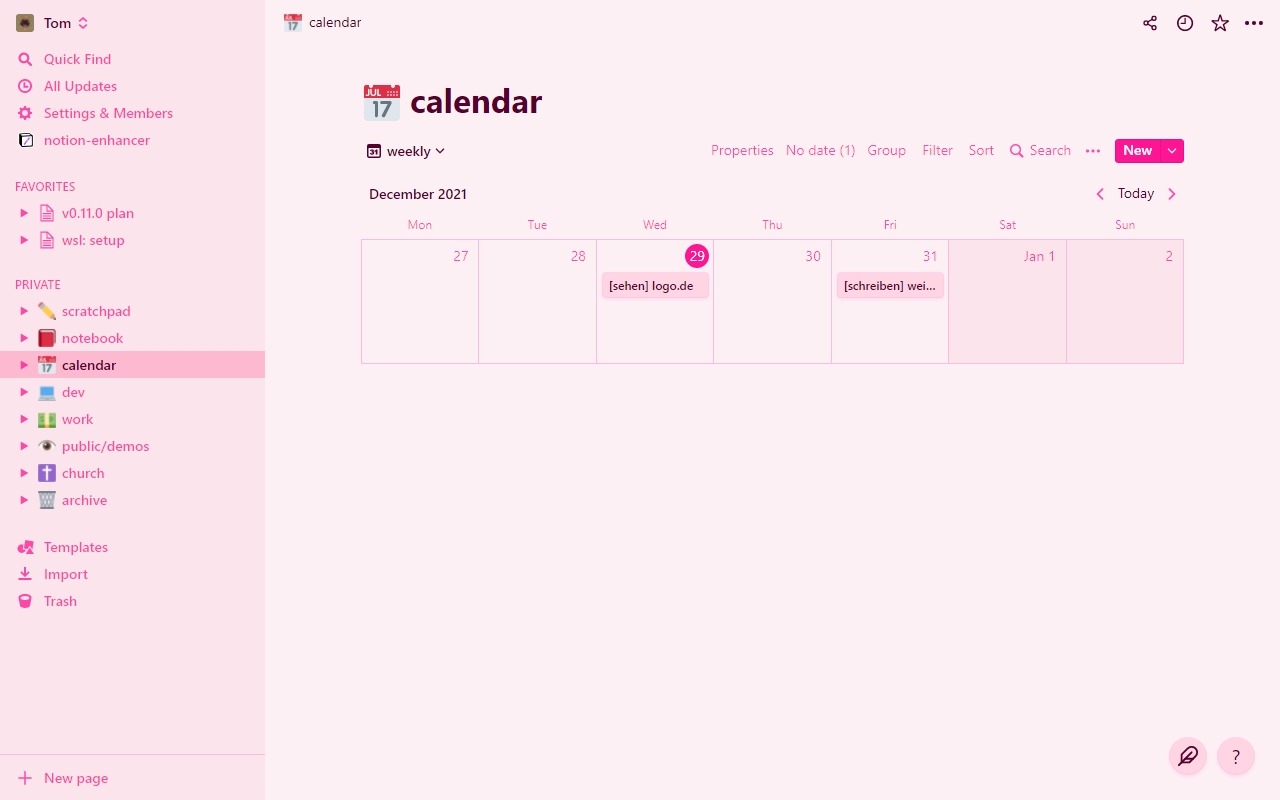 Tom
Quick Find
All Updates
Settings & Members
notion-enhancer
FAVORITES
v0.11.0 plan
wsl: setup
PRIVATE
scratchpad
notebook
calendar
dev
work
public/demos
church
archive
Templates
Import
Trash
New page
calendar
JUL 17 calendar
weekly Properties No date (1) Group Filter Sort Search New
December 2021 Today
Mon Tue Wed Thu Fri Sat Sun
27 28 29 30 31 Jan 1 2
[sehen] logo.de [schreiben] wei...
?